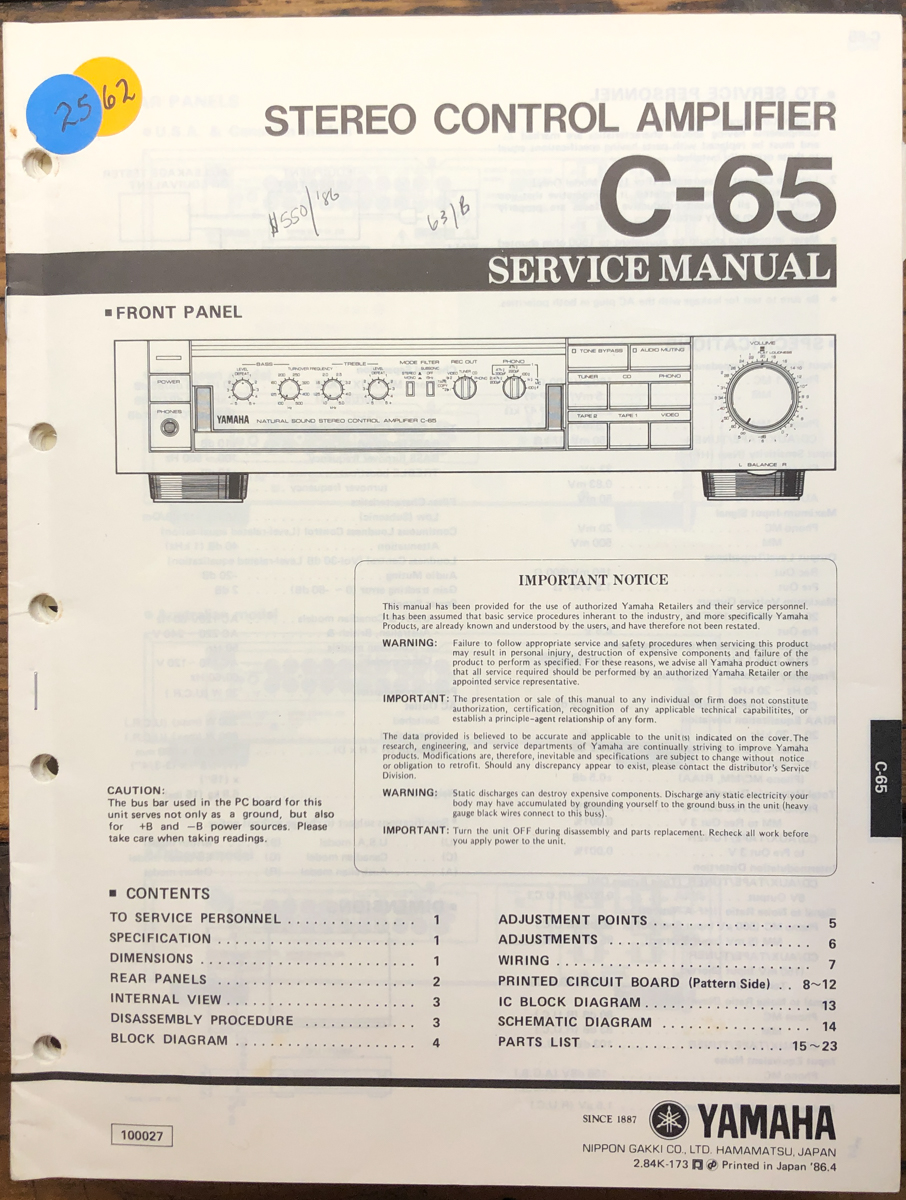 25
62
STEREO CONTROL AMPLIFIER
C-65
$550/'86
63/B
SERVICE MANUAL
■ FRONT PANEL
POWER
PHONES
BASS
TREBLE
LEVEL
TURNOVER FREQUENCY
LEVEL
MODE FILTER
REC OUT
PHONO
TONE BYPASS
AUDIO MUTING
TUNER CD PHONO
TAPE 2 TAPE 1 VIDEO
VOLUME
L BALANCE R
YAMAHA NATURAL SOUND STEREO CONTROL AMPLIFIER C-65
IMPORTANT NOTICE
This manual has been provided for the use of authorized Yamaha Retailers and their service personnel.
It has been assumed that basic service procedures inherant to the industry, and more specifically Yamaha
Products, are already known and understood by the users, and have therefore not been restated.
WARNING: Failure to follow appropriate service and safety procedures when servicing this product
may result in personal injury, destruction of expensive components and failure of the
product to perform as specified. For these reasons, we advise all Yamaha product owners
that all service required should be performed by an authorized Yamaha Retailer or the
appointed service representative.
IMPORTANT: The presentation or sale of this manual to any individual or firm does not constitute
authorization, certification, recognition of any applicable technical capabilitites, or
establish a principle-agent relationship of any form.
The data provided is believed to be accurate and applicable to the unit(s) indicated on the cover. The
research, engineering, and service departments of Yamaha are continually striving to improve Yamaha
products. Modifications are, therefore, inevitable and specifications are subject to change without notice
or obligation to retrofit. Should any discrepancy appear to exist, please contact the distributor's Service
Division.
WARNING: Static discharges can destroy expensive components. Discharge any static electricity your
body may have accumulated by grounding yourself to the ground buss in the unit (heavy
gauge black wires connect to this buss).
IMPORTANT: Turn the unit OFF during disassembly and parts replacement. Recheck all work before
you apply power to the unit.
CAUTION:
The bus bar used in the PC board for this
unit serves not only as a ground, but also
for +B and −B power sources. Please
take care when taking readings.
C-65
■ CONTENTS
TO SERVICE PERSONNEL . . . . . . . . . . . . . 1
SPECIFICATION . . . . . . . . . . . . . . . . . . . . 1
DIMENSIONS . . . . . . . . . . . . . . . . . . . . . . 1
REAR PANELS . . . . . . . . . . . . . . . . . . . . . 2
INTERNAL VIEW . . . . . . . . . . . . . . . . . . . 3
DISASSEMBLY PROCEDURE . . . . . . . . . . . 3
BLOCK DIAGRAM . . . . . . . . . . . . . . . . . . 4
ADJUSTMENT POINTS . . . . . . . . . . . . . . . . 5
ADJUSTMENTS . . . . . . . . . . . . . . . . . . . . 6
WIRING . . . . . . . . . . . . . . . . . . . . . . . . . 7
PRINTED CIRCUIT BOARD (Pattern Side) . . 8~12
IC BLOCK DIAGRAM . . . . . . . . . . . . . . . . . 13
SCHEMATIC DIAGRAM . . . . . . . . . . . . . . . 14
PARTS LIST . . . . . . . . . . . . . . . . . . . . . . 15~23
100027
SINCE 1887 YAMAHA
NIPPON GAKKI CO., LTD. HAMAMATSU, JAPAN
2.84K-173 Printed in Japan '86.4